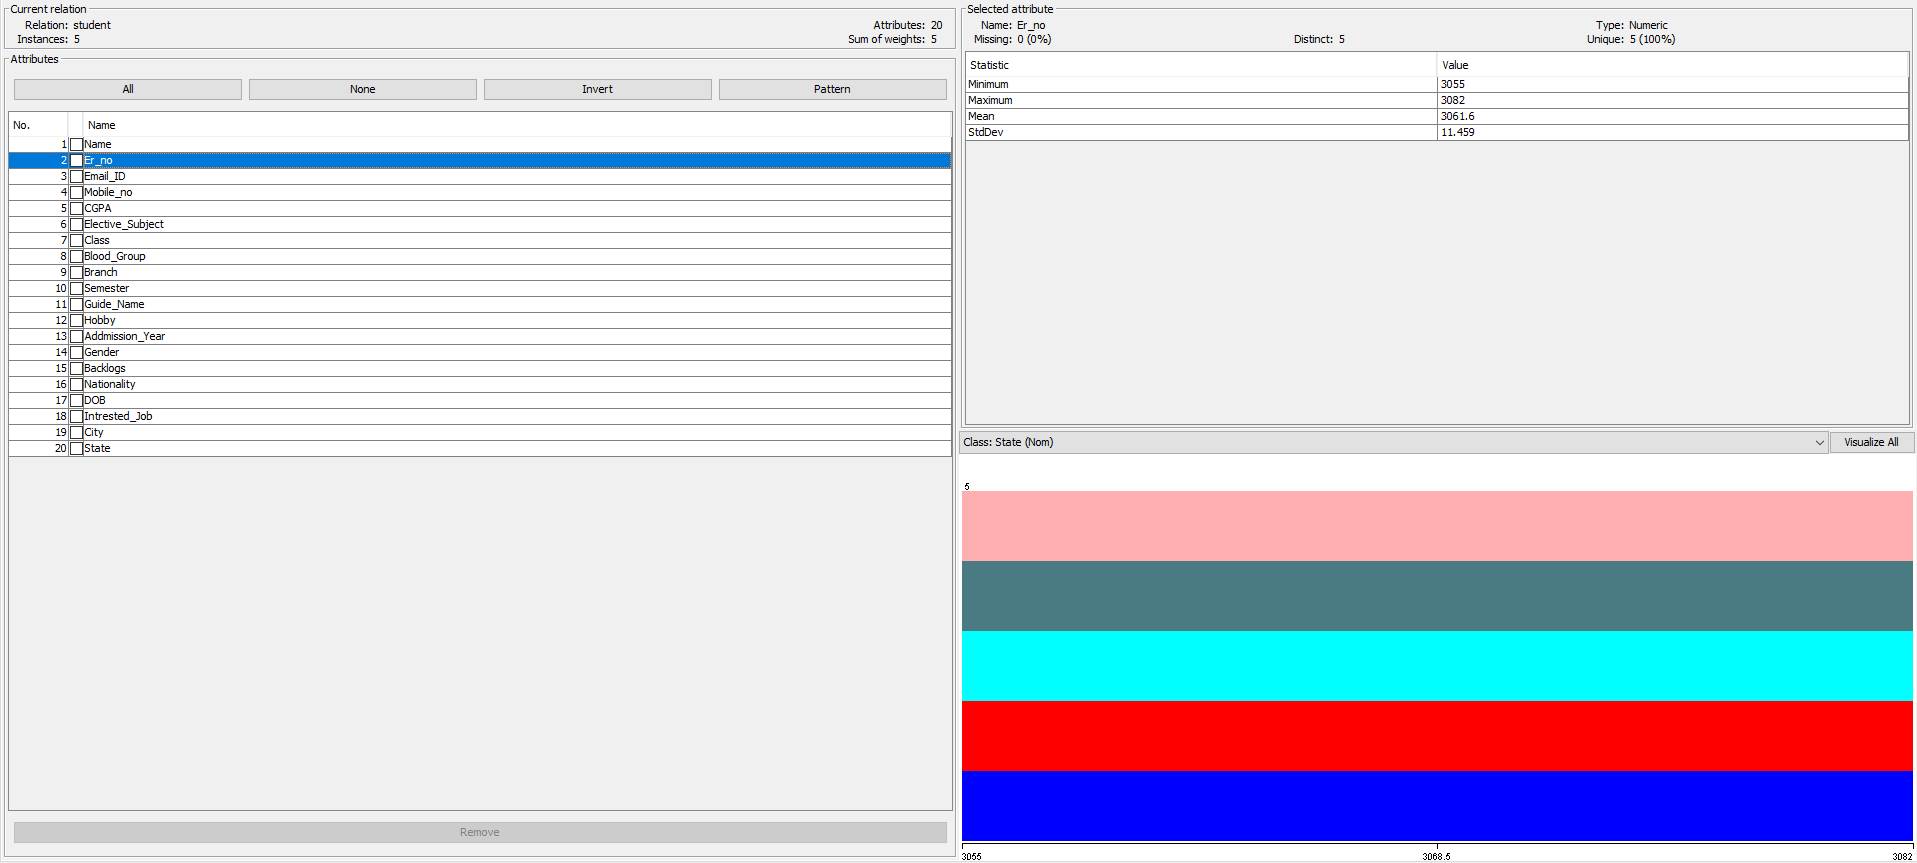 Current relation
Relation: student Attributes: 20
Instances: 5 Sum of weights: 5
Attributes
All None Invert Pattern
No. Name
1 Name
2 Er_no
3 Email_ID
4 Mobile_no
5 CGPA
6 Elective_Subject
7 Class
8 Blood_Group
9 Branch
10 Semester
11 Guide_Name
12 Hobby
13 Addmission_Year
14 Gender
15 Backlogs
16 Nationality
17 DOB
18 Intrested_Job
19 City
20 State
Remove
Selected attribute
Name: Er_no Type: Numeric
Missing: 0 (0%) Distinct: 5 Unique: 5 (100%)
Statistic Value
Minimum 3055
Maximum 3082
Mean 3061.6
StdDev 11.459
Class: State (Nom) Visualize All
5
3055 3068.5 3082